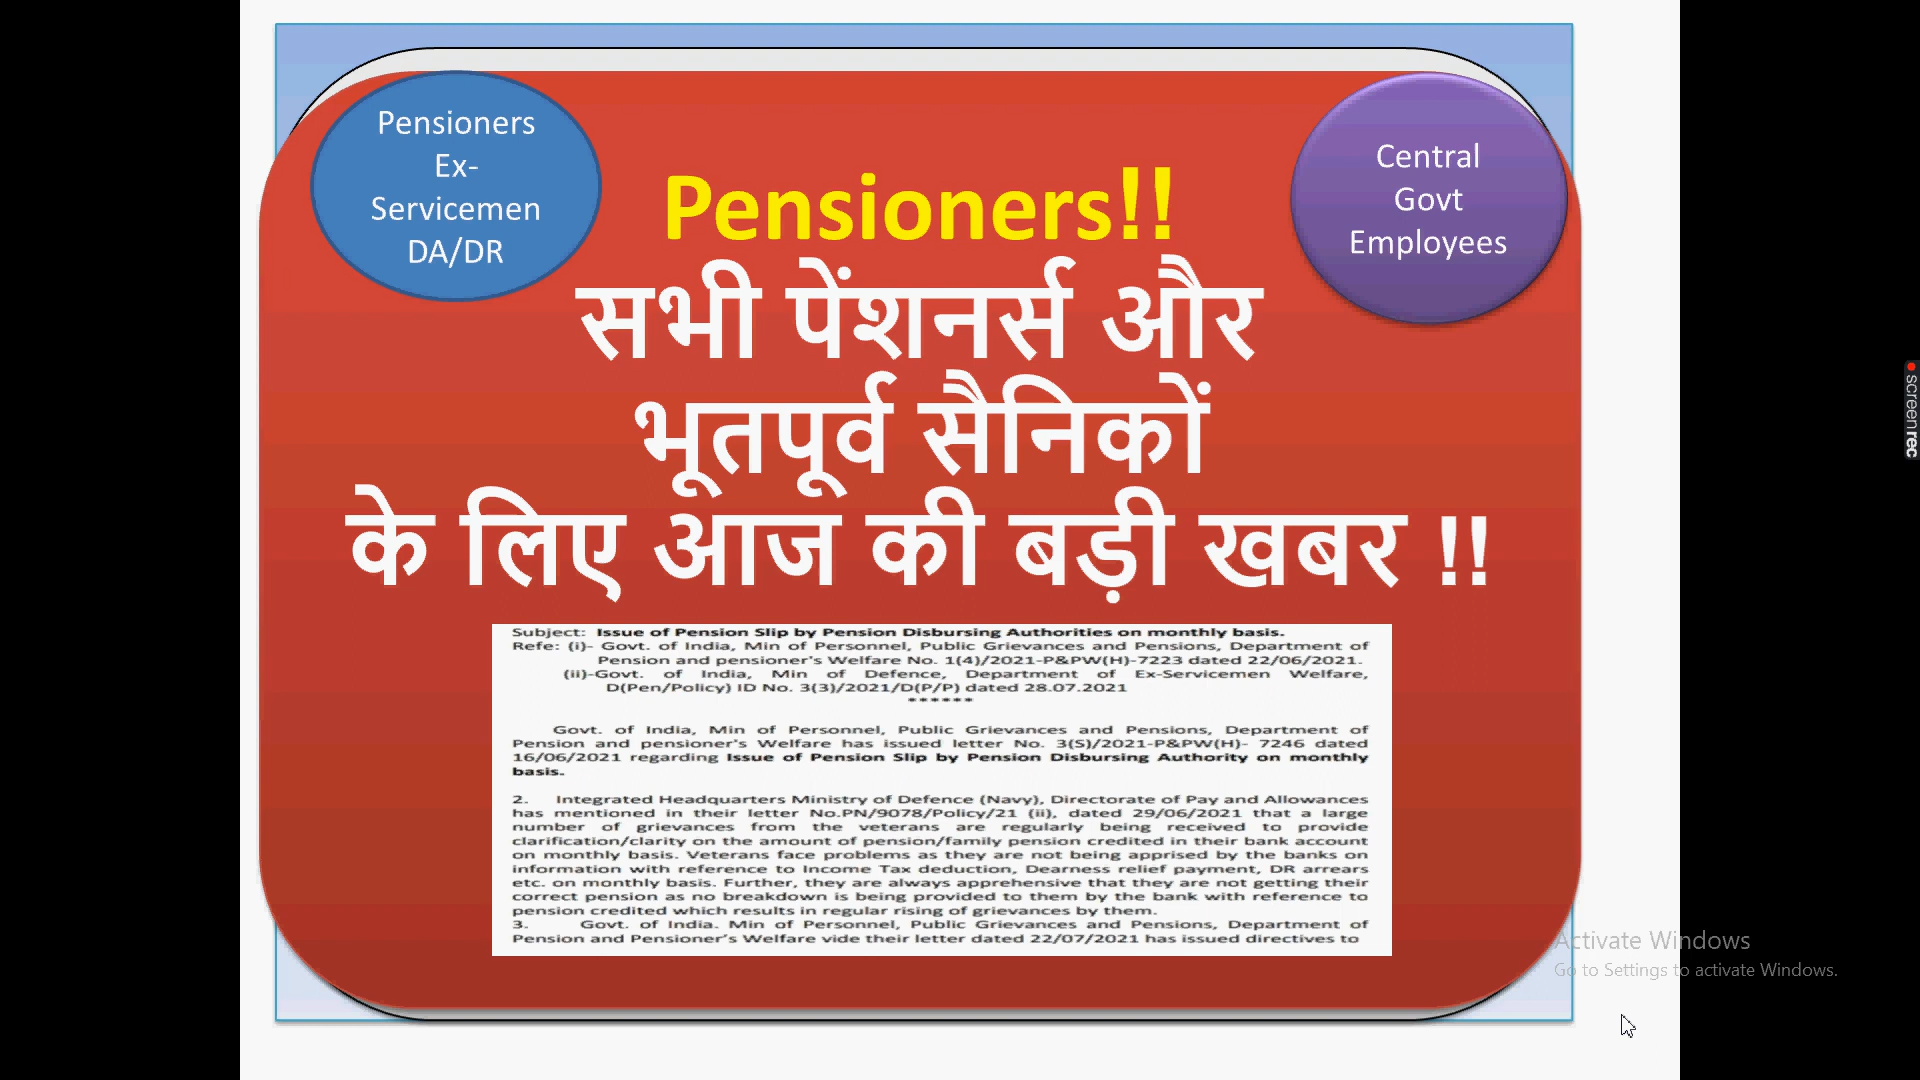 Pensioners
Ex-
Servicemen
DA/DR
Central
Govt
Employees
Pensioners!!
सभी पेंशनर्स और
भूतपूर्व सैनिकों
के लिए आज की बड़ी खबर !!
Subject: Issue of Pension Slip by Pension Disbursing Authorities on monthly basis.
Refe: (i)- Govt. of India, Min of Personnel, Public Grievances and Pensions, Department of
Pension and pensioner's Welfare No. 1(4)/2021-P&PW(H)-7223 dated 22/06/2021.
(ii)-Govt. of India, Min of Defence, Department of Ex-Servicemen Welfare,
D(Pen/Policy) ID No. 3(3)/2021/D(P/P) dated 28.07.2021
******
Govt. of India, Min of Personnel, Public Grievances and Pensions, Department of
Pension and pensioner's Welfare has issued letter No. 3(S)/2021-P&PW(H)- 7246 dated
16/06/2021 regarding Issue of Pension Slip by Pension Disbursing Authority on monthly
basis.
2. Integrated Headquarters Ministry of Defence (Navy), Directorate of Pay and Allowances
has mentioned in their letter No.PN/9078/Policy/21 (ii), dated 29/06/2021 that a large
number of grievances from the veterans are regularly being received to provide
clarification/clarity on the amount of pension/family pension credited in their bank account
on monthly basis. Veterans face problems as they are not being apprised by the banks on
information with reference to Income Tax deduction, Dearness relief payment, DR arrears
etc. on monthly basis. Further, they are always apprehensive that they are not getting their
correct pension as no breakdown is being provided to them by the bank with reference to
pension credited which results in regular rising of grievances by them.
3. Govt. of India. Min of Personnel, Public Grievances and Pensions, Department of
Pension and Pensioner's Welfare vide their letter dated 22/07/2021 has issued directives to
Activate Windows
Go to Settings to activate Windows.
screenrec